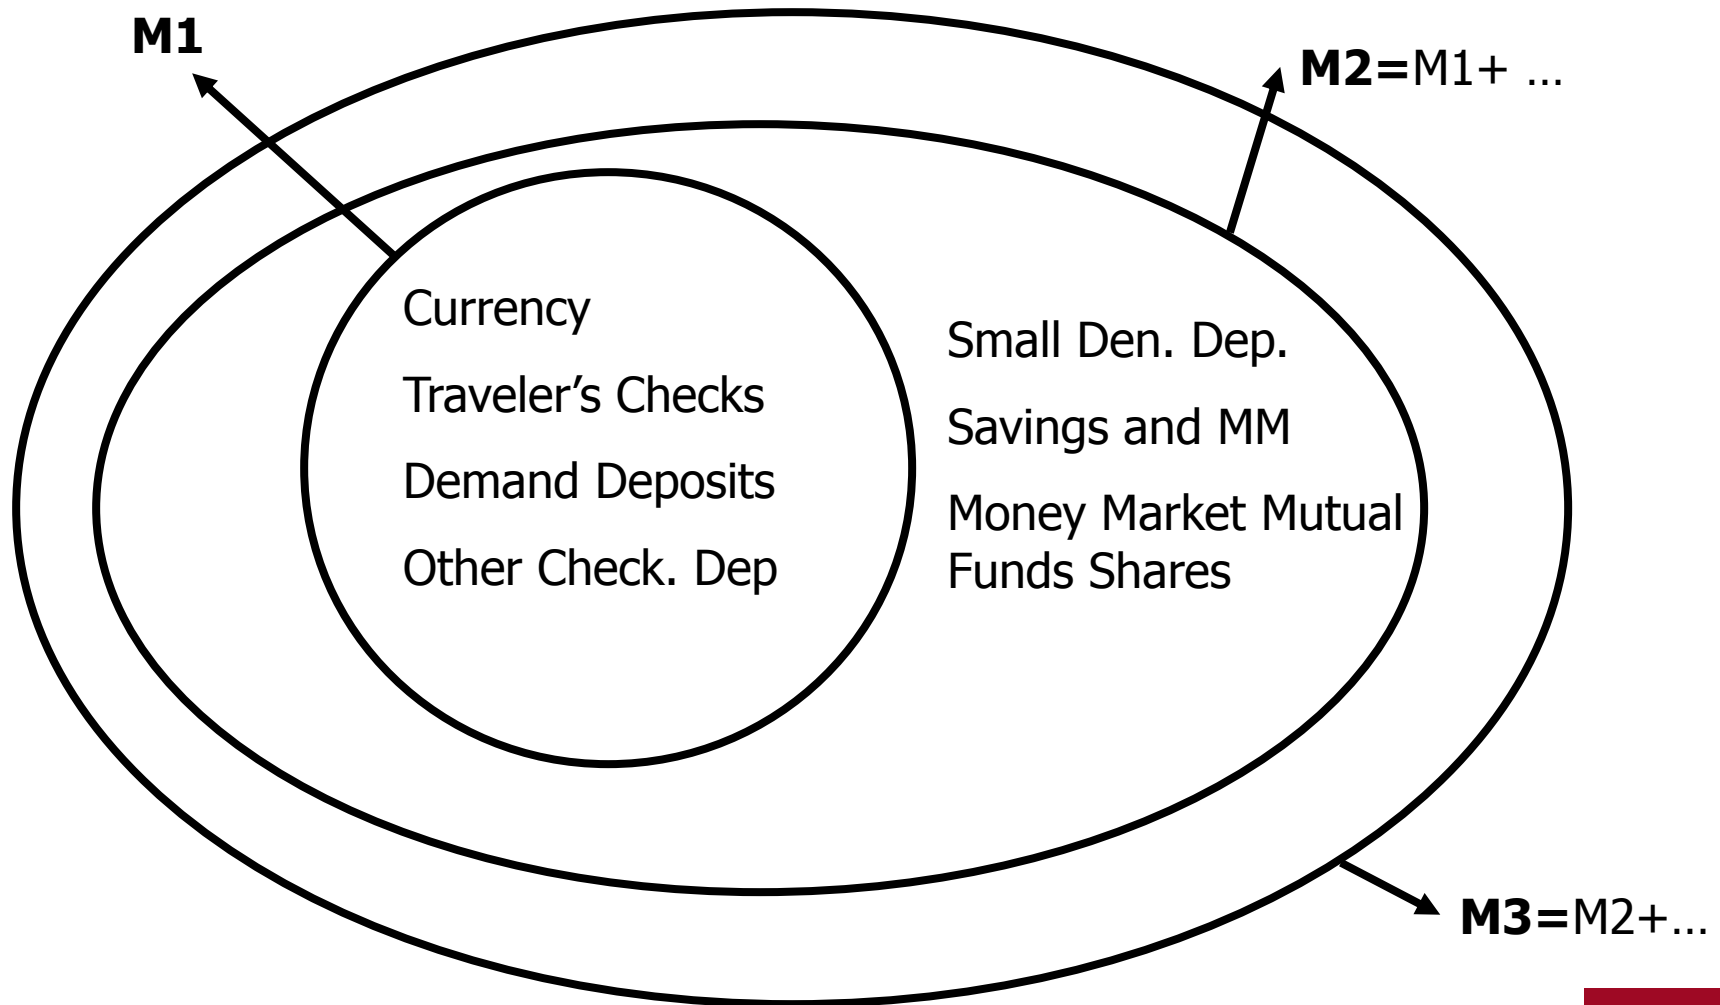 M1
M2=M1+ ...
Currency
Traveler’s Checks
Demand Deposits
Other Check. Dep
Small Den. Dep.
Savings and MM
Money Market Mutual
Funds Shares
M3=M2+...